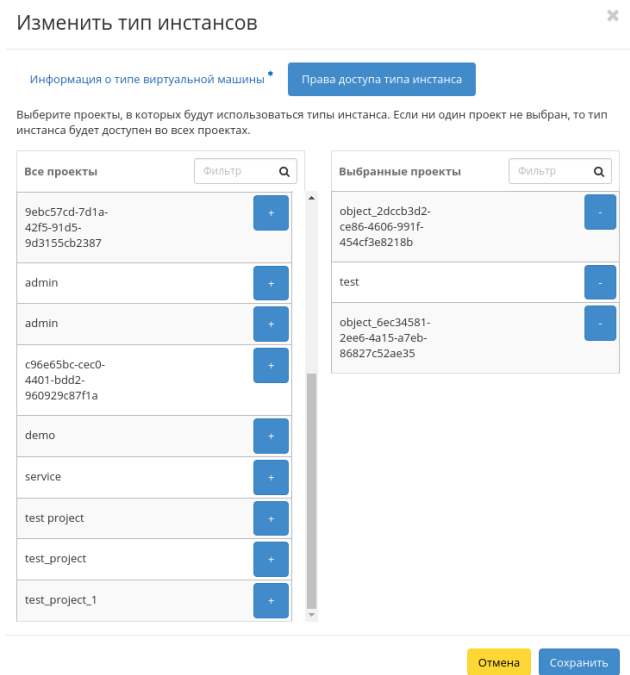 Изменить тип инстансов
Информация о типе виртуальной машины *
Права доступа типа инстанса
Выберите проекты, в которых будут использоваться типы инстанса. Если ни один проект не выбран, то тип
инстанса будет доступен во всех проектах.
Все проекты
Фильтр
9ebc57cd-7d1a-
42f5-91d5-
9d3155cb2387
+
admin
+
admin
+
c96e65bc-cec0-
4401-bdd2-
960929c87f1a
+
demo
+
service
+
test project
+
test_project
+
test_project_1
+
Выбранные проекты
Фильтр
object_2dccb3d2-
ce86-4606-991f-
454cf3e8218b
-
test
-
object_6ec34581-
2ee6-4a15-a7eb-
86827c52ae35
-
Отмена
Сохранить